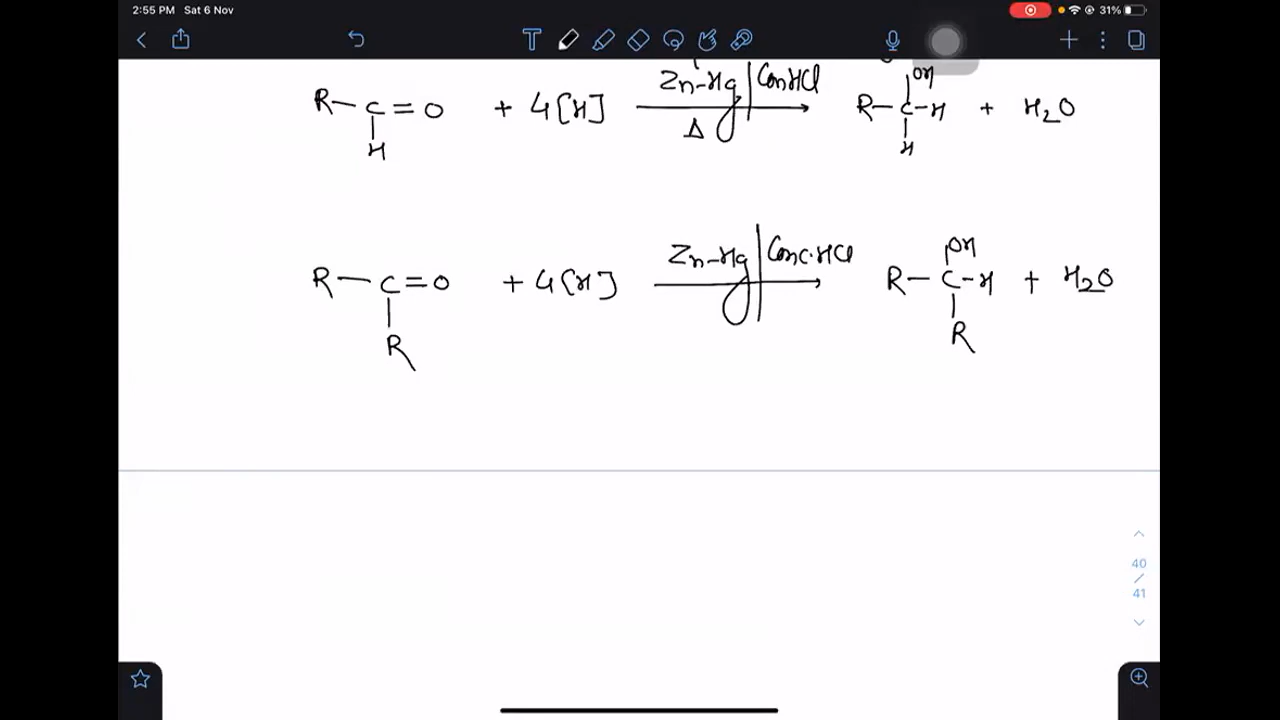 2:55 PM Sat 6 Nov 31%
T
Zn-Hg | Con HCl OH
R-C=O + 4[H] Δ R-C-H + H2O
H H
Zn-Hg | Conc.HCl OH
R-C=O + 4[H] R-C-H + H2O
R R
40
/
41